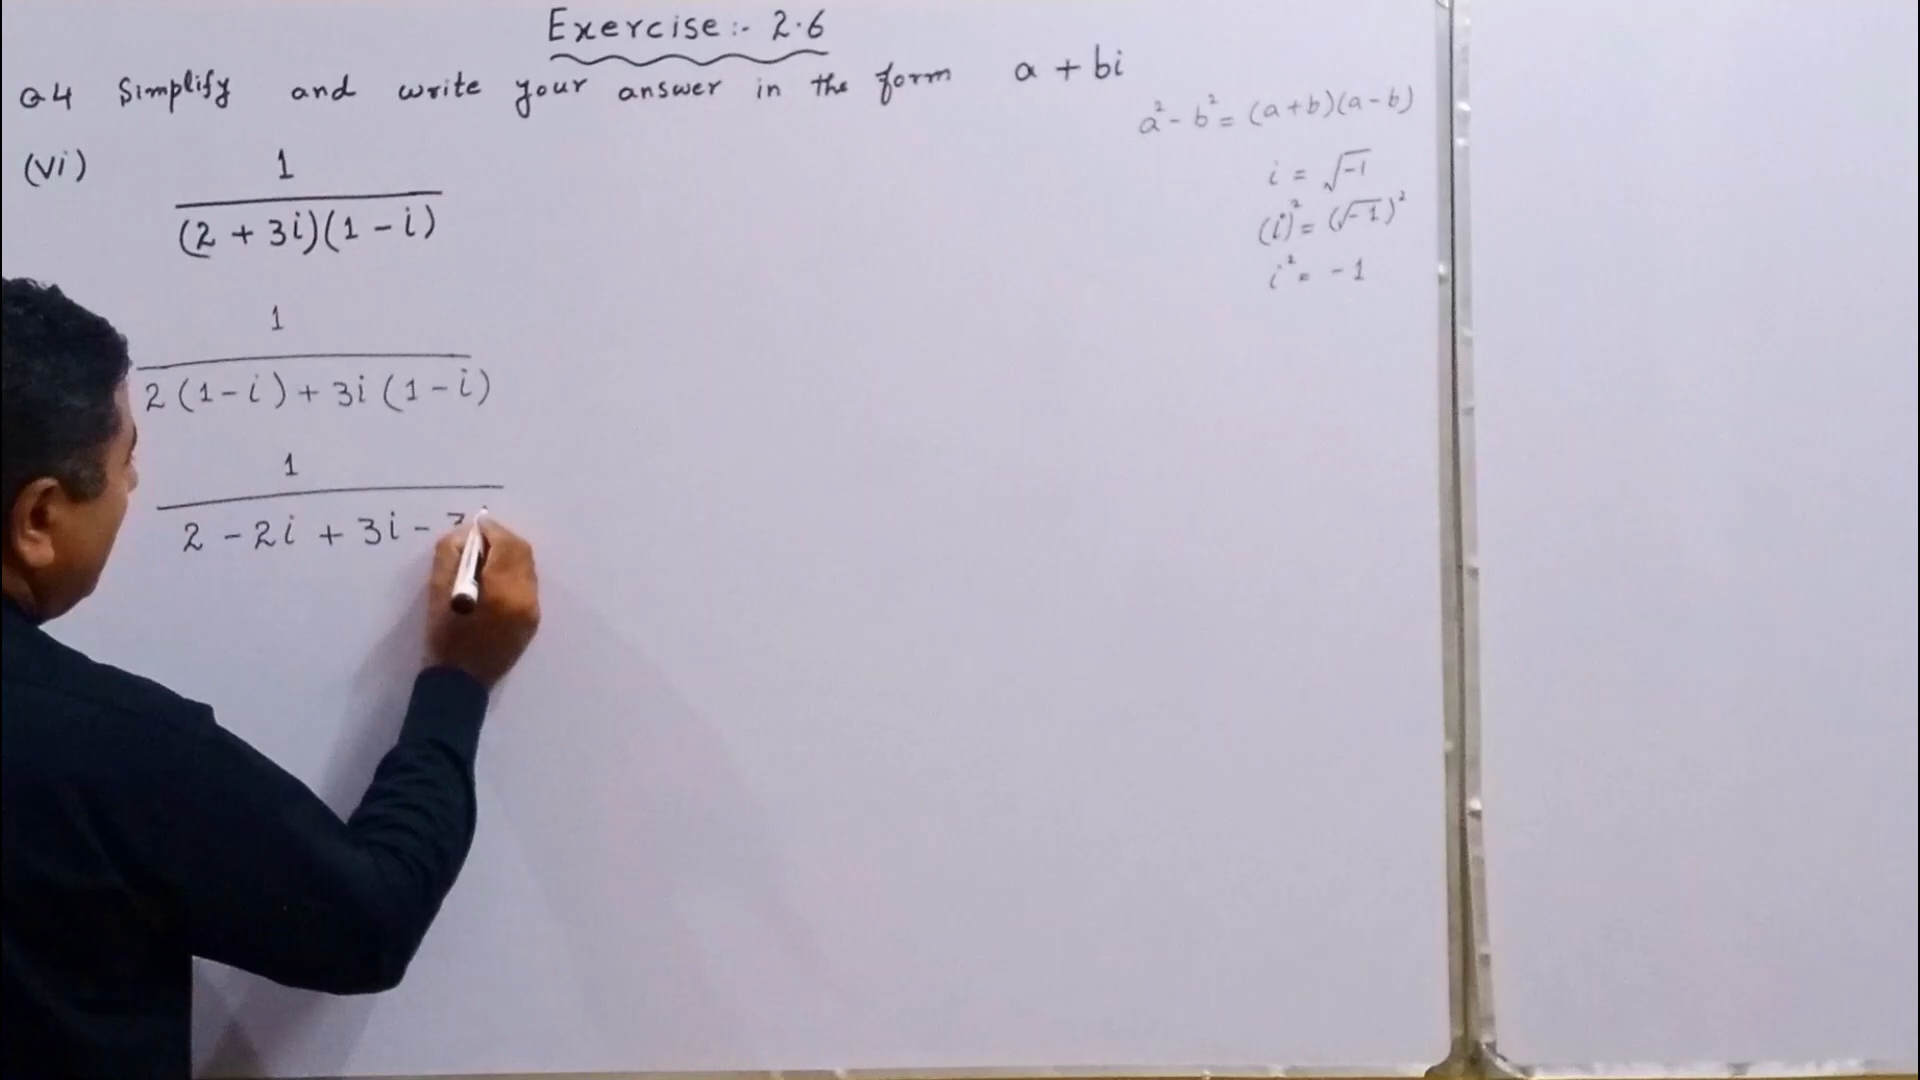 Exercise:- 2.6
Q4 Simplify and write your answer in the form a + bi
a² - b² = (a+b)(a-b)
(vi)
1
(2 + 3i)(1 - i)
i = √-1
(i)² = (√-1)²
i² = -1
1
2(1-i) + 3i(1-i)
1
2 - 2i + 3i -